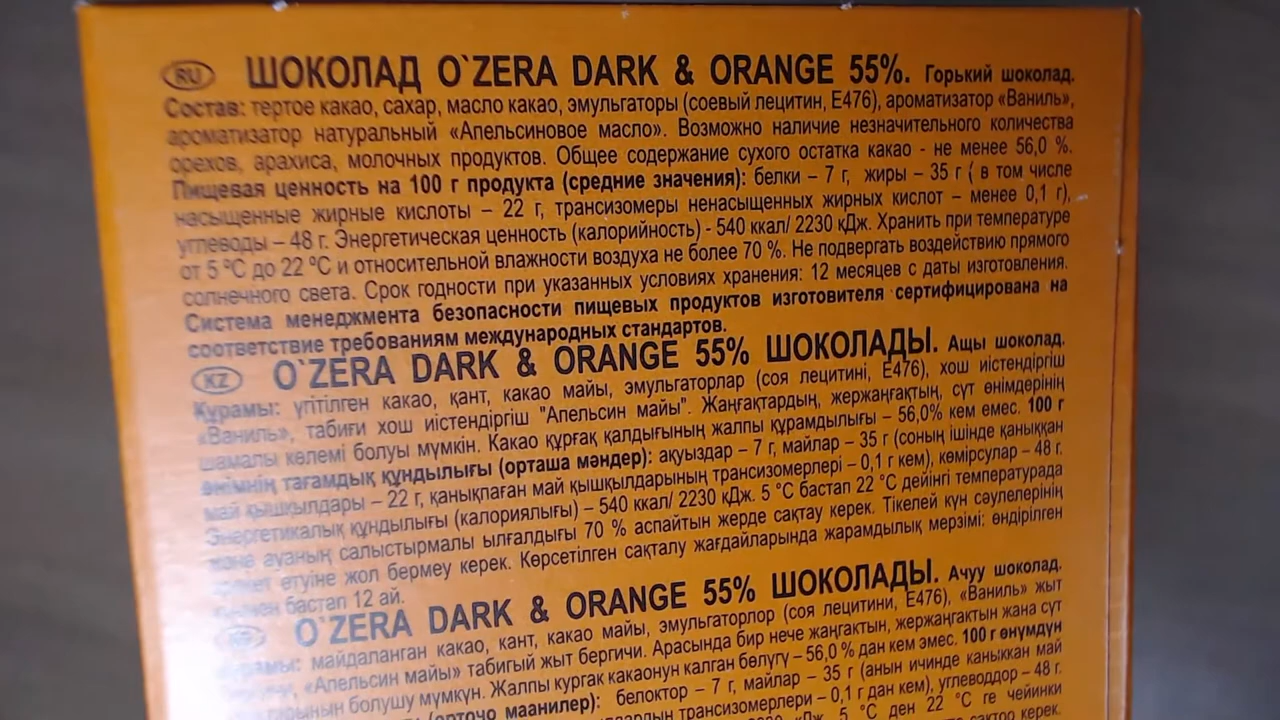 RU ШОКОЛАД O`ZERA DARK & ORANGE 55%. Горький шоколад.
Состав: тертое какао, сахар, масло какао, эмульгаторы (соевый лецитин, Е476), ароматизатор «Ваниль»,
ароматизатор натуральный «Апельсиновое масло». Возможно наличие незначительного количества
орехов, арахиса, молочных продуктов. Общее содержание сухого остатка какао - не менее 56,0 %.
Пищевая ценность на 100 г продукта (средние значения): белки – 7 г, жиры – 35 г ( в том числе
насыщенные жирные кислоты – 22 г, трансизомеры ненасыщенных жирных кислот – менее 0,1 г),
углеводы – 48 г. Энергетическая ценность (калорийность) - 540 ккал/ 2230 кДж. Хранить при температуре
от 5 ºС до 22 ºС и относительной влажности воздуха не более 70 %. Не подвергать воздействию прямого
солнечного света. Срок годности при указанных условиях хранения: 12 месяцев с даты изготовления.
Система менеджмента безопасности пищевых продуктов изготовителя сертифицирована на
соответствие требованиям международных стандартов.
KZ O`ZERA DARK & ORANGE 55% ШОКОЛАДЫ. Ащы шоколад.
Құрамы: үгітілген какао, қант, какао майы, эмульгаторлар (соя лецитині, Е476), хош иістендіргіш
«Ваниль», табиғи хош иістендіргіш "Апельсин майы". Жаңғақтардың, жержаңғақтың, сүт өнімдерінің
шамалы көлемі болуы мүмкін. Какао құрғақ қалдығының жалпы құрамдылығы – 56,0% кем емес. 100 г
өнімнің тағамдық құндылығы (орташа мәндер): ақуыздар – 7 г, майлар – 35 г (соның ішінде қаныққан
май қышқылдары – 22 г, қанықпаған май қышқылдарының трансизомерлері – 0,1 г кем), көмірсулар – 48 г.
Энергетикалық құндылығы (калориялығы) – 540 ккал/ 2230 кДж. 5 °С бастап 22 °С дейінгі температурада
және ауаның салыстырмалы ылғалдығы 70 % аспайтын жерде сақтау керек. Тікелей күн сәулелерінің
етуіне жол бермеу керек. Көрсетілген сақталу жағдайларында жарамдылық мерзімі: өндірілген
бастап 12 ай.
O`ZERA DARK & ORANGE 55% ШОКОЛАДЫ. Ачуу шоколад.
майдаланган какао, кант, какао майы, эмульгаторлор (соя лецитини, Е476), «Ваниль» жыт
«Апельсин майы» табигый жыт бергичи. Арасында бир нече жаңгактын, жержаңгактын жана сүт
болушу мүмкүн. Жалпы кургак какаонун калган бөлүгү – 56,0 % дан кем эмес. 100 г өнүмдүн
(орточо маанилер): белоктор – 7 г, майлар – 35 г (анын ичинде каныккан май
трансизомерлери – 0,1 г дан кем), углеводдор – 48 г.
кДж. 5 °С ден 22 °С ге чейинки
сактоо керек.